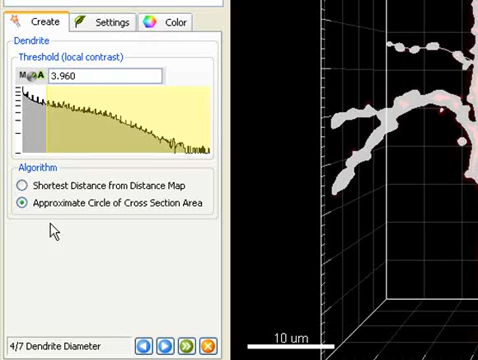 Create
Settings
Color
Dendrite
Threshold (local contrast)
M A 3.960
Algorithm
Shortest Distance from Distance Map
Approximate Circle of Cross Section Area
4/7 Dendrite Diameter
10 um